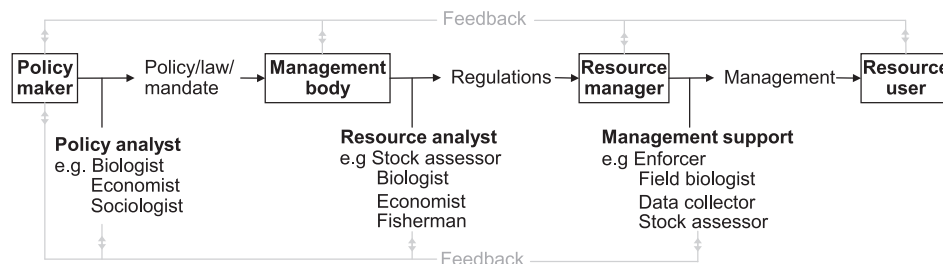 Feedback
Policy
maker
Policy/law/
mandate
Management
body
Regulations
Resource
manager
Management
Resource
user
Policy analyst
e.g. Biologist
Economist
Sociologist
Resource analyst
e.g Stock assessor
Biologist
Economist
Fisherman
Management support
e.g Enforcer
Field biologist
Data collector
Stock assessor
Feedback